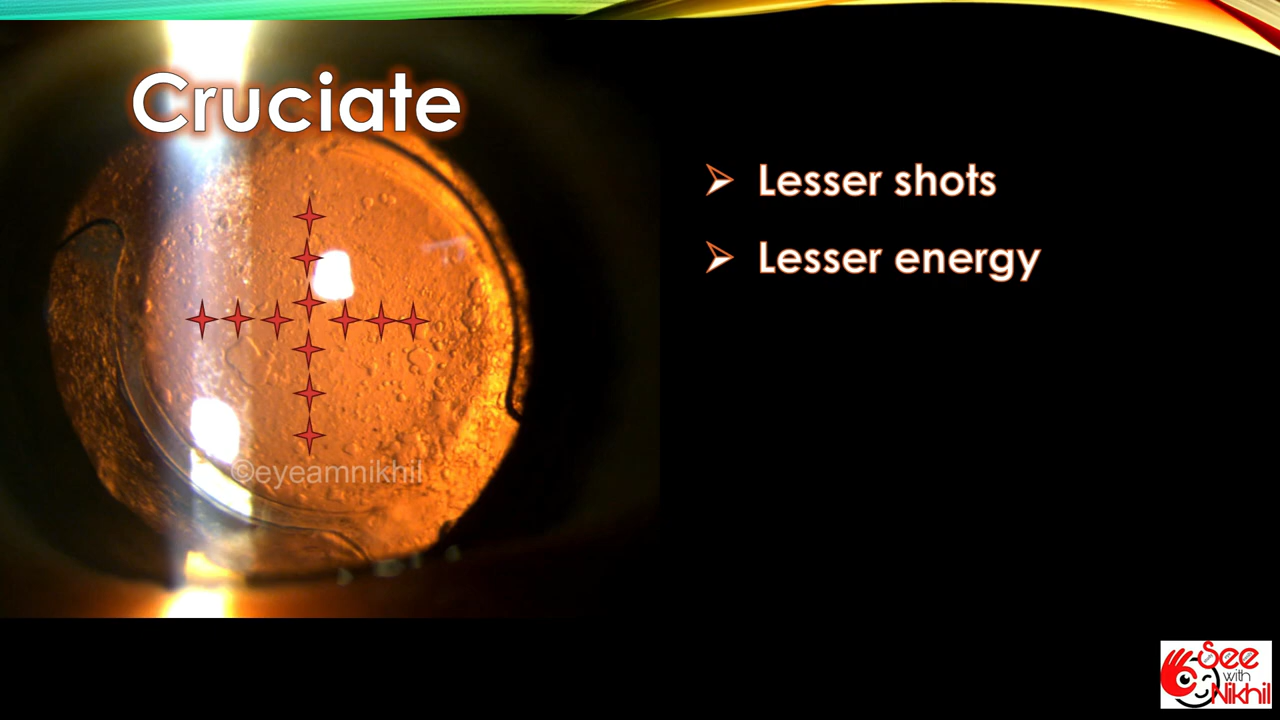 Cruciate
Lesser shots
Lesser energy
©eyeamnikhil
See
with
Nikhil